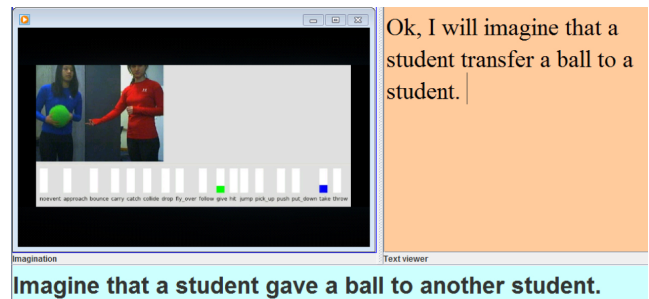 Ok, I will imagine that a
student transfer a ball to a
student.
noevent approach bounce carry catch collide drop fly_over follow give hit jump pick_up push put_down take throw
Imagination
Text viewer
Imagine that a student gave a ball to another student.